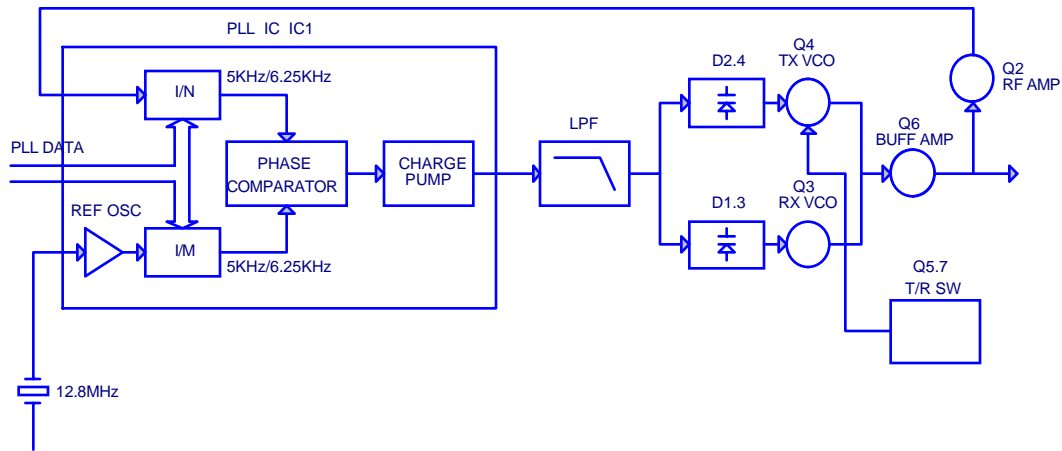 PLL IC IC1
5KHz/6.25KHz
I/N
PLL DATA
PHASE
COMPARATOR
CHARGE
PUMP
REF OSC
I/M
5KHz/6.25KHz
12.8MHz
LPF
D2.4
Q4
TX VCO
D1.3
Q3
RX VCO
Q6
BUFF AMP
Q2
RF AMP
Q5.7
T/R SW